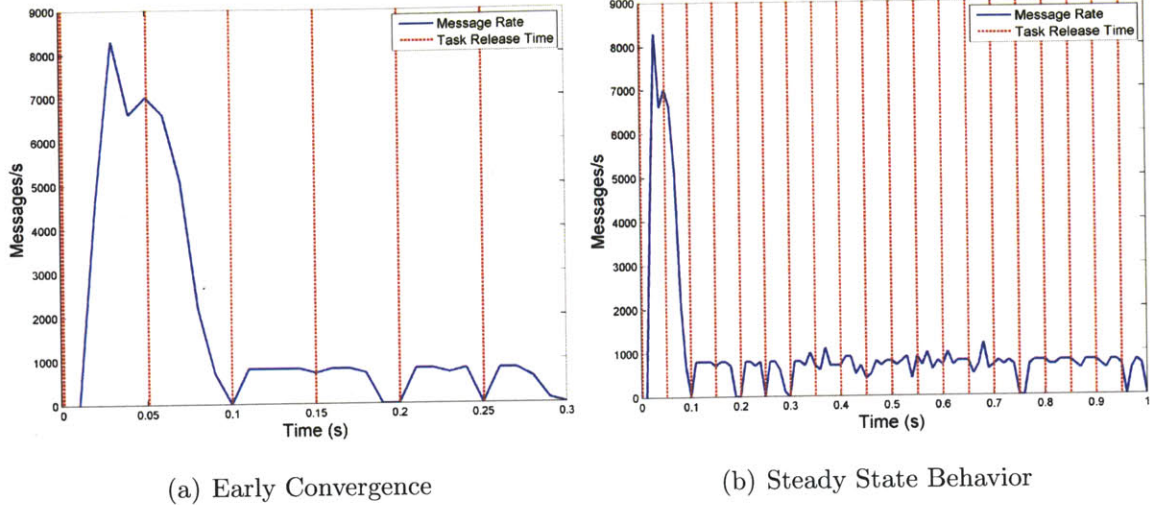 Message Rate
Task Release Time
9000
8000
7000
6000
5000
4000
3000
2000
1000
0
Messages/s
0 0.05 0.1 0.15 0.2 0.25 0.3
Time (s)
(a) Early Convergence
Message Rate
Task Release Time
9000
8000
7000
6000
5000
4000
3000
2000
1000
0
Messages/s
0 0.1 0.2 0.3 0.4 0.5 0.6 0.7 0.8 0.9 1
Time (s)
(b) Steady State Behavior